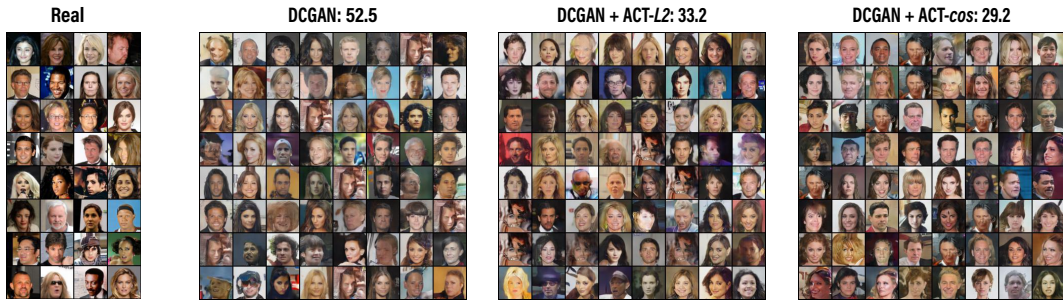 Real
DCGAN: 52.5
DCGAN + ACT-L2: 33.2
DCGAN + ACT-cos: 29.2